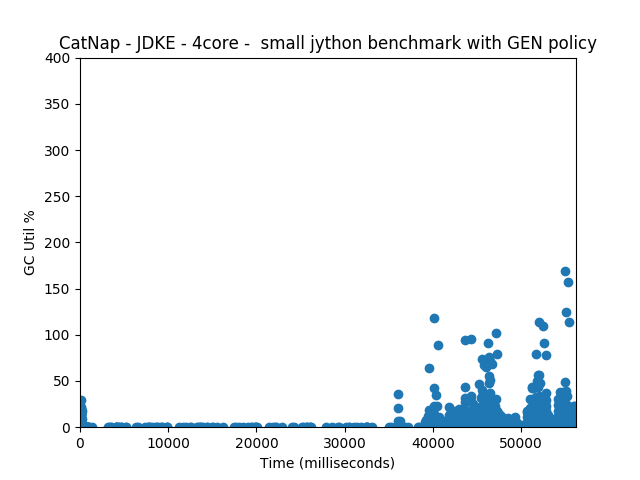 CatNap - JDKE - 4core -  small jython benchmark with GEN policy
400
350
300
250
200
150
100
50
0
GC Util %
0 10000 20000 30000 40000 50000
Time (milliseconds)